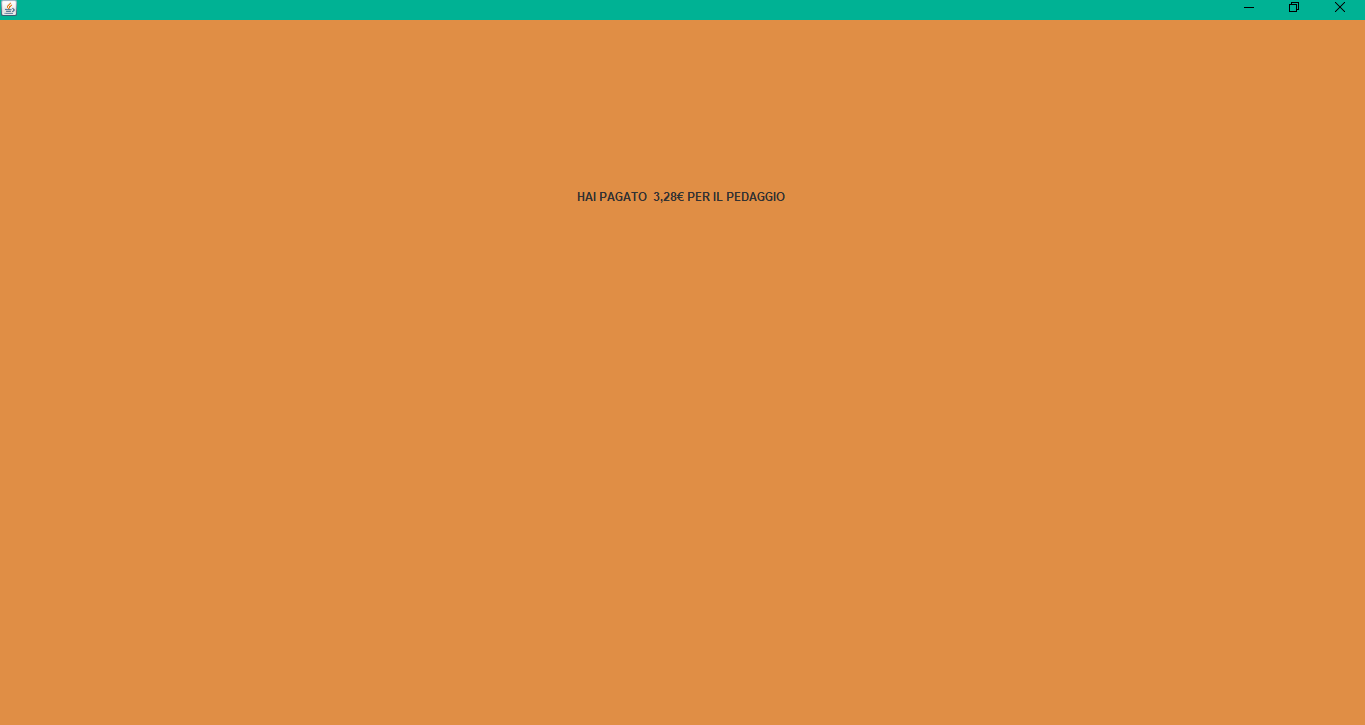 HAI PAGATO  3,28€ PER IL PEDAGGIO